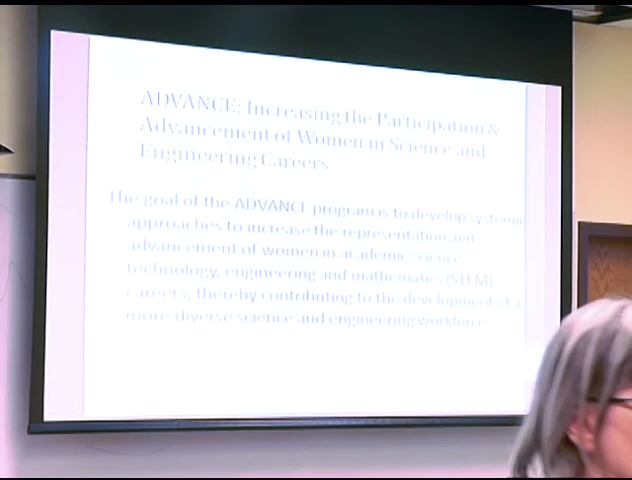 ADVANCE: Increasing the Participation &
Advancement of Women in Science and
Engineering Careers
The goal of the ADVANCE program is to develop systemic
approaches to increase the representation and
advancement of women in academic science,
technology, engineering and mathematics (STEM)
careers, thereby contributing to the development of a
more diverse science and engineering workforce.